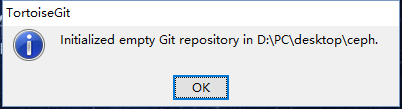 TortoiseGit
Initialized empty Git repository in D:\PC\desktop\ceph.
OK